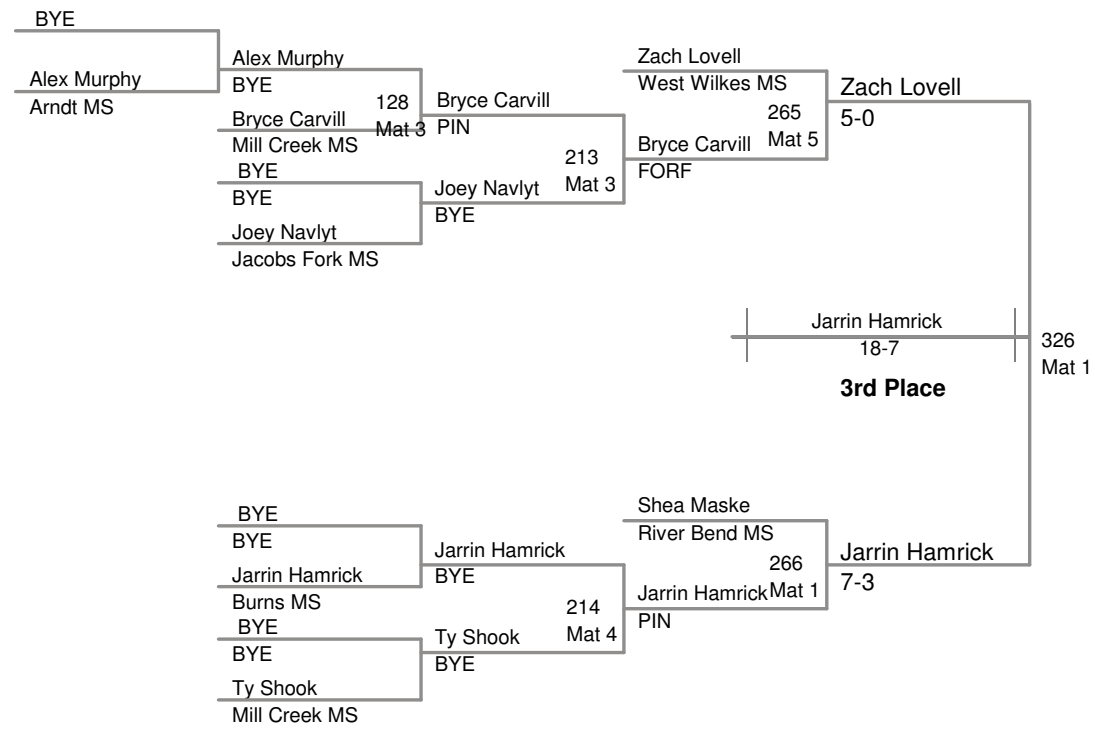 BYE
Alex Murphy
Arndt MS
Alex Murphy
BYE
Bryce Carvill
Mill Creek MS
128
Mat 3
BYE
BYE
Joey Navlyt
Jacobs Fork MS
Bryce Carvill
PIN
Joey Navlyt
BYE
213
Mat 3
Zach Lovell
West Wilkes MS
Bryce Carvill
FORF
265
Mat 5
Zach Lovell
5-0
Jarrin Hamrick
18-7
3rd Place
326
Mat 1
BYE
BYE
Jarrin Hamrick
Burns MS
BYE
BYE
Ty Shook
Mill Creek MS
Jarrin Hamrick
BYE
Ty Shook
BYE
214
Mat 4
Shea Maske
River Bend MS
Jarrin Hamrick
PIN
266
Mat 1
Jarrin Hamrick
7-3